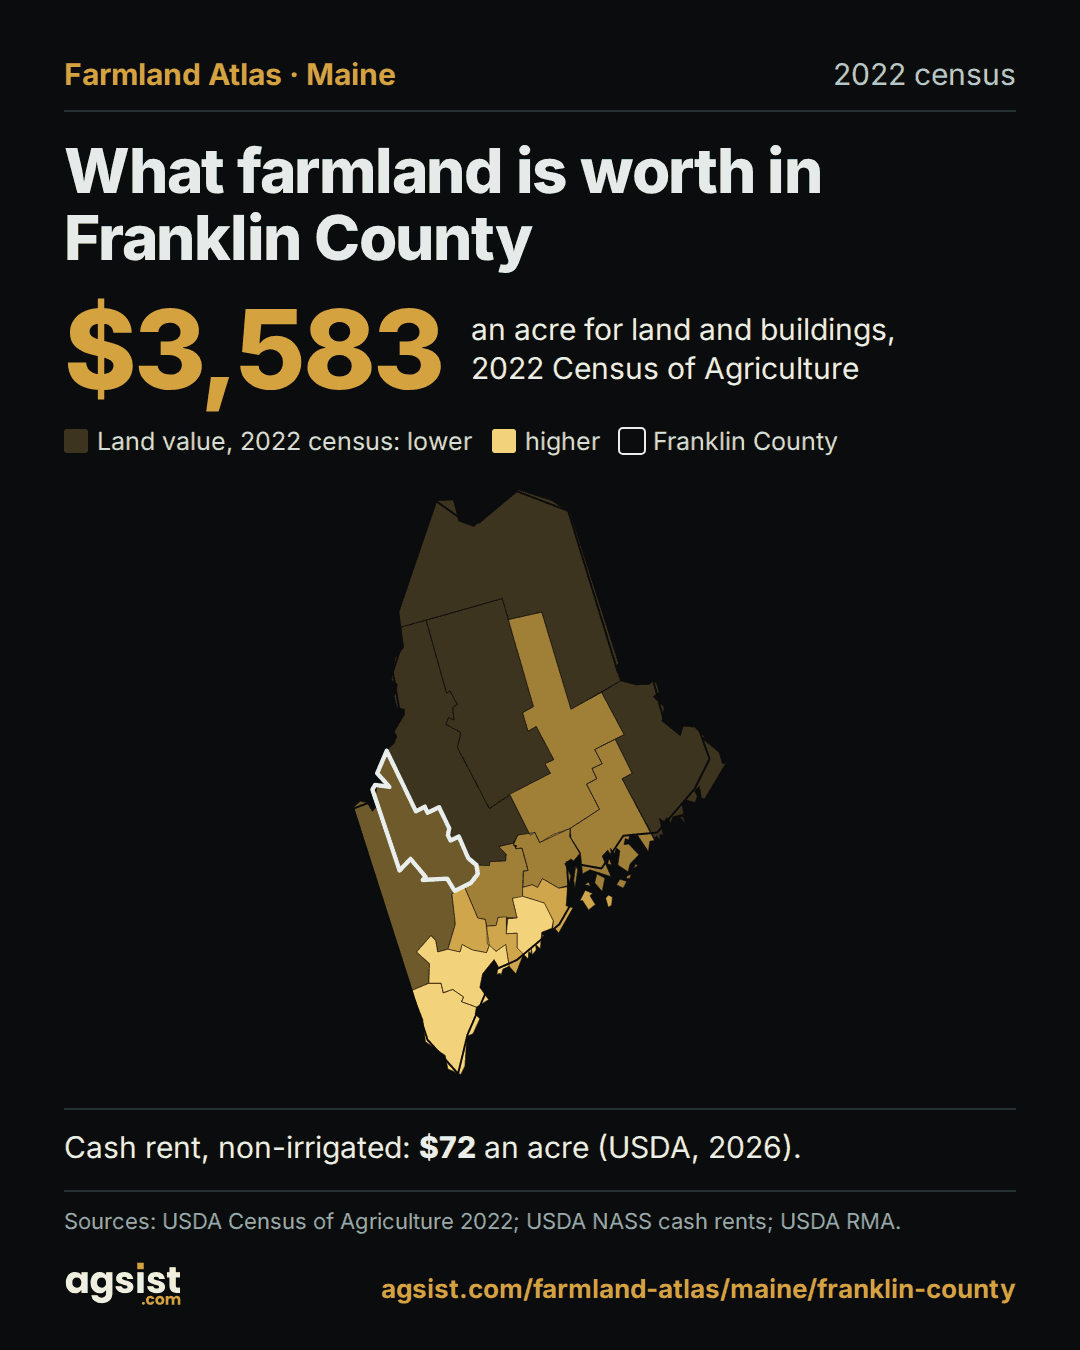 Farmland Atlas · Maine
2022 census
What farmland is worth in
Franklin County
$3,583
an acre for land and buildings,
2022 Census of Agriculture
Land value, 2022 census: lower
higher
Franklin County
Cash rent, non-irrigated: $72 an acre (USDA, 2026).
Sources: USDA Census of Agriculture 2022; USDA NASS cash rents; USDA RMA.
agsist
.com
agsist.com/farmland-atlas/maine/franklin-county